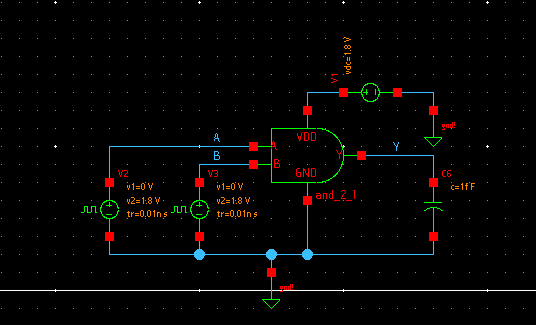 V1
vdc=1.8 V
gnd!
VDD
A
B
A
B
Y
Y
GND
and_2_1
V2
v1=0 V
v2=1.8 V
tr=0.01n s
V3
v1=0 V
v2=1.8 V
tr=0.01n s
C6
c=1f F
gnd!